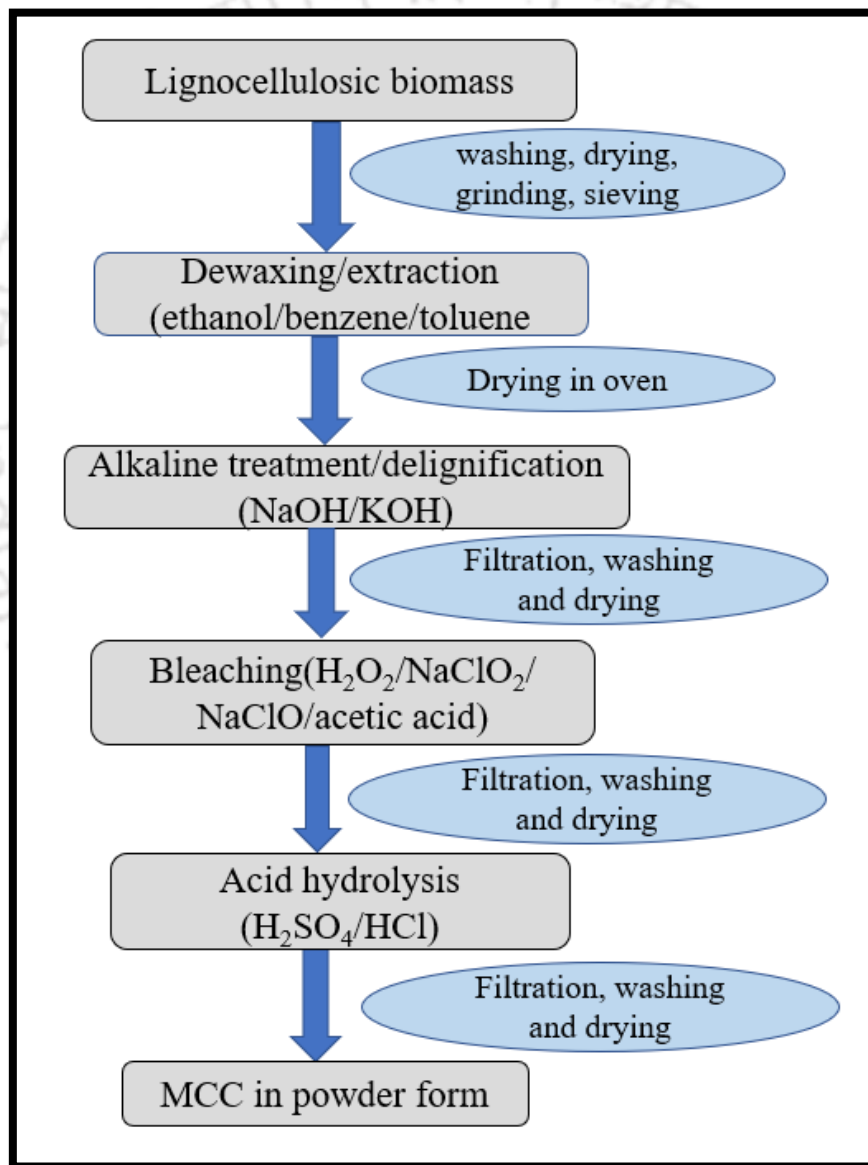 Lignocellulosic biomass
washing, drying,
grinding, sieving
Dewaxing/extraction
(ethanol/benzene/toluene
Drying in oven
Alkaline treatment/delignification
(NaOH/KOH)
Filtration, washing
and drying
Bleaching(H₂O₂/NaClO₂/
NaClO/acetic acid)
Filtration, washing
and drying
Acid hydrolysis
(H₂SO₄/HCl)
Filtration, washing
and drying
MCC in powder form